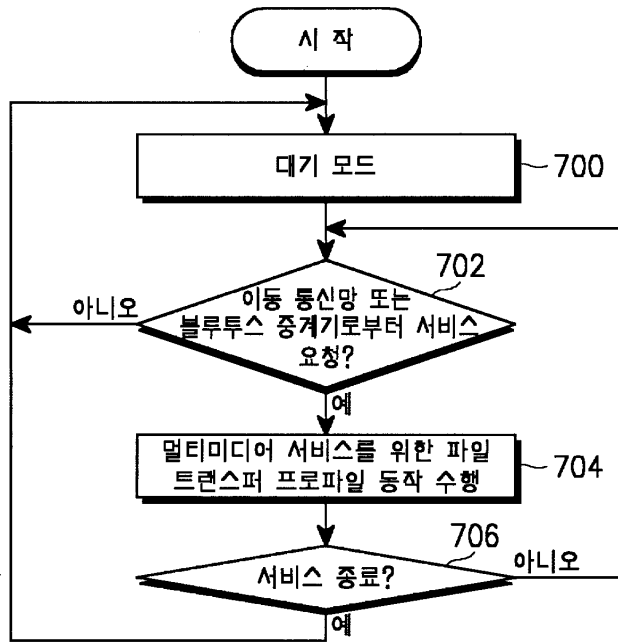 시 작
대기 모드
700
702
이동 통신망 또는
블루투스 중계기로부터 서비스
요청?
아니오
예
멀티미디어 서비스를 위한 파일
트랜스퍼 프로파일 동작 수행
704
706
서비스 종료?
아니오
예